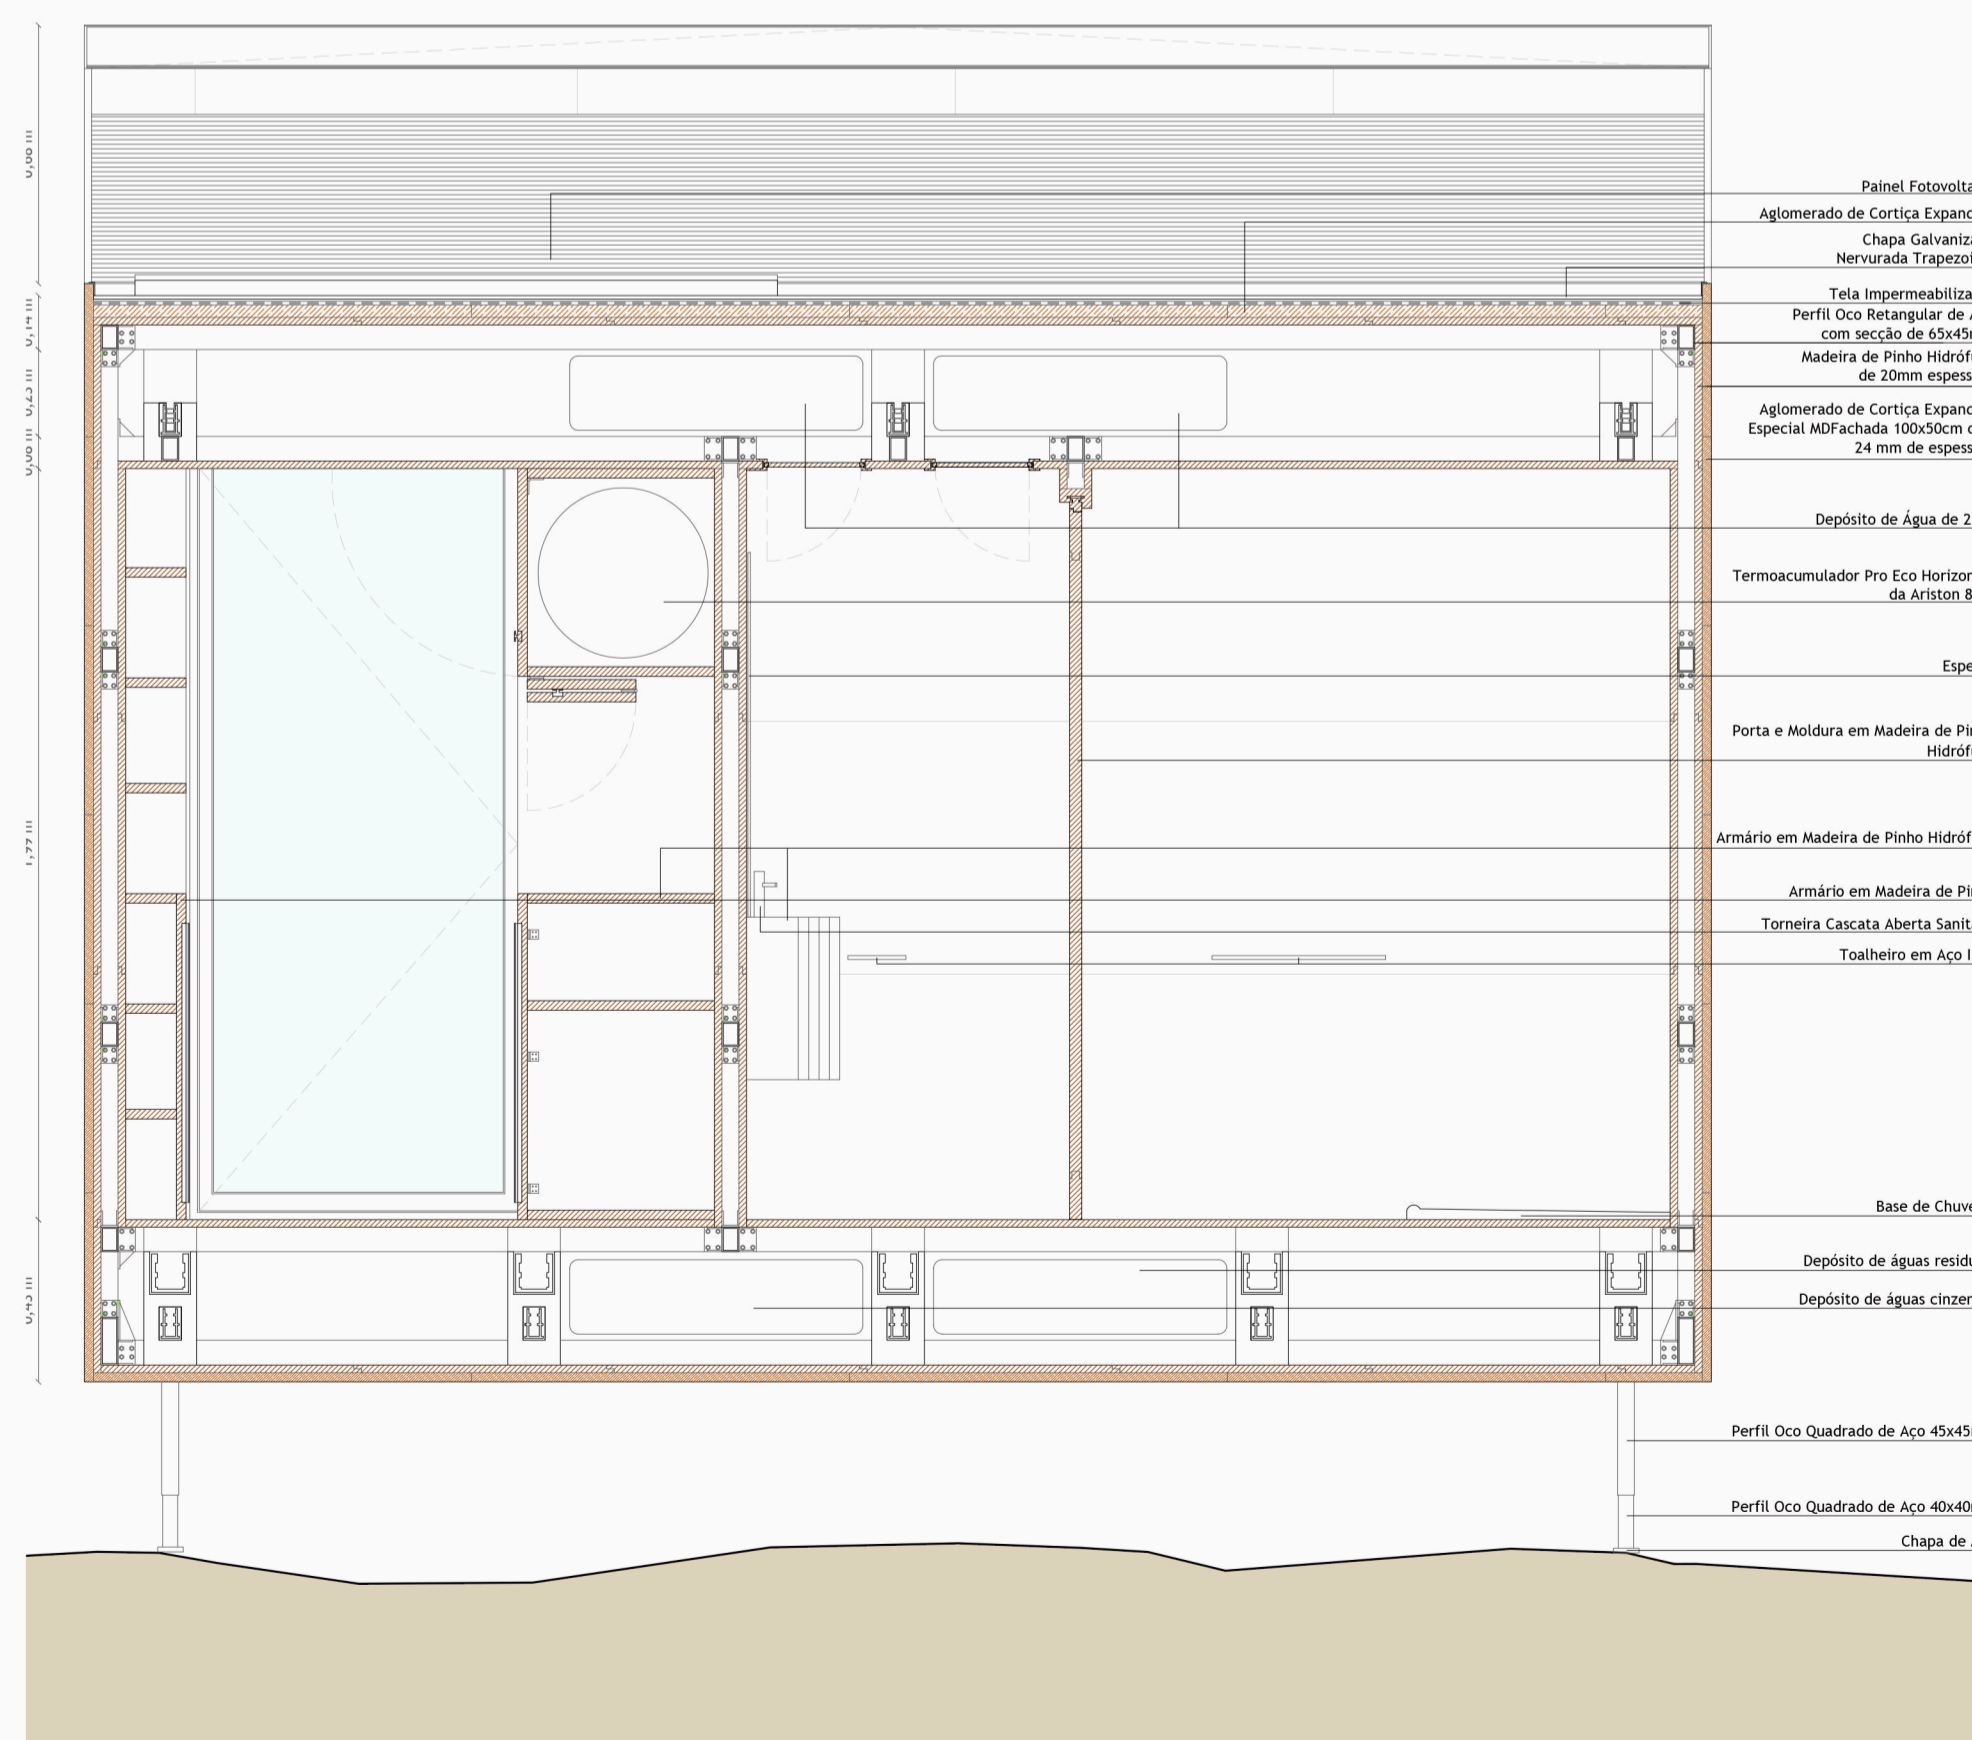 Painel Fotovolta
Aglomerado de Cortiça Expand
Chapa Galvaniza
Nervurada Trapezoi
Tela Impermeabiliza
Perfil Oco Retangular de A
com secção de 65x45
Madeira de Pinho Hidróf
de 20mm espess
Aglomerado de Cortiça Expand
Especial MDFachada 100x50cm
24 mm de espess
Depósito de Água de 2
Termoacumulador Pro Eco Horizon
da Ariston 8
Espe
Porta e Moldura em Madeira de Pin
Hidróf
Armário em Madeira de Pinho Hidróf
Armário em Madeira de Pin
Torneira Cascata Aberta Sanit
Toalheiro em Aço I
Base de Chuve
Depósito de águas resid
Depósito de águas cinzen
Perfil Oco Quadrado de Aço 45x45
Perfil Oco Quadrado de Aço 40x40
Chapa de